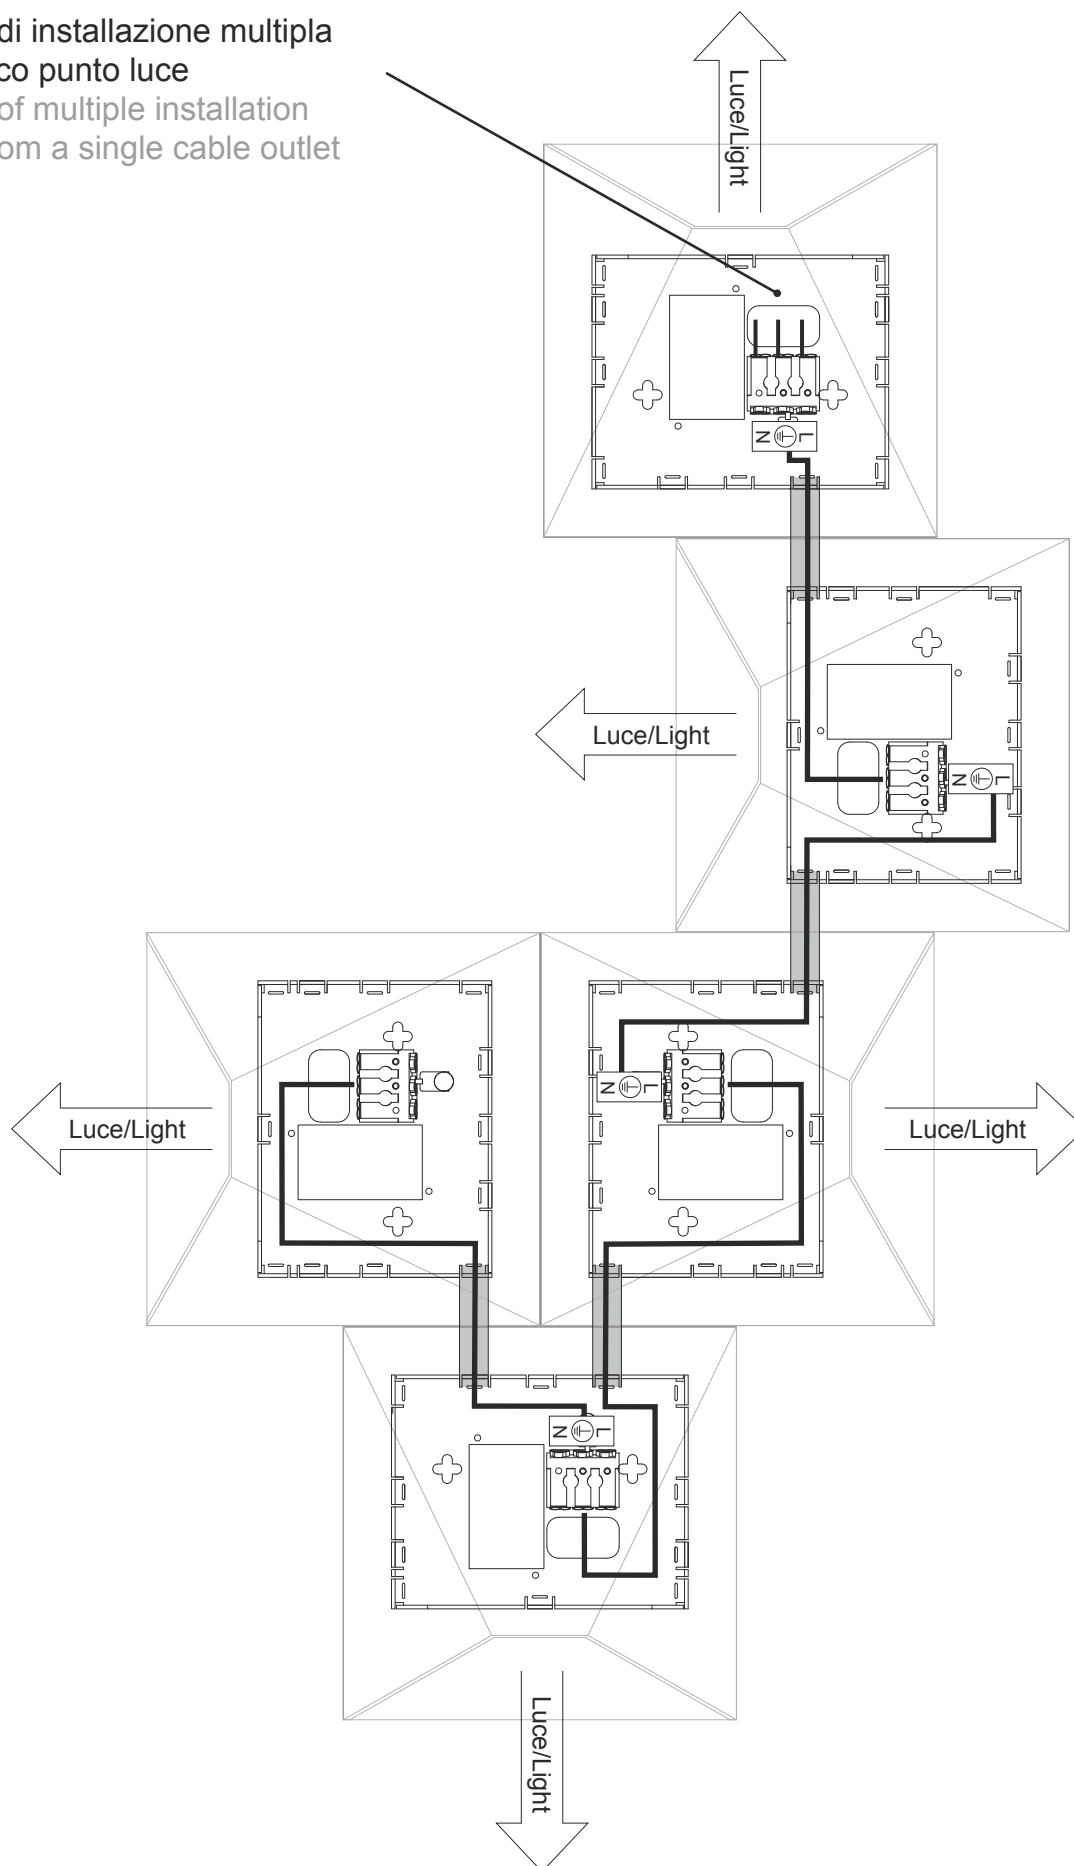 di installazione multipla
co punto luce
of multiple installation
om a single cable outlet
Luce/Light
N L
Luce/Light
N L
N L
Luce/Light
Luce/Light
N L
Luce/Light